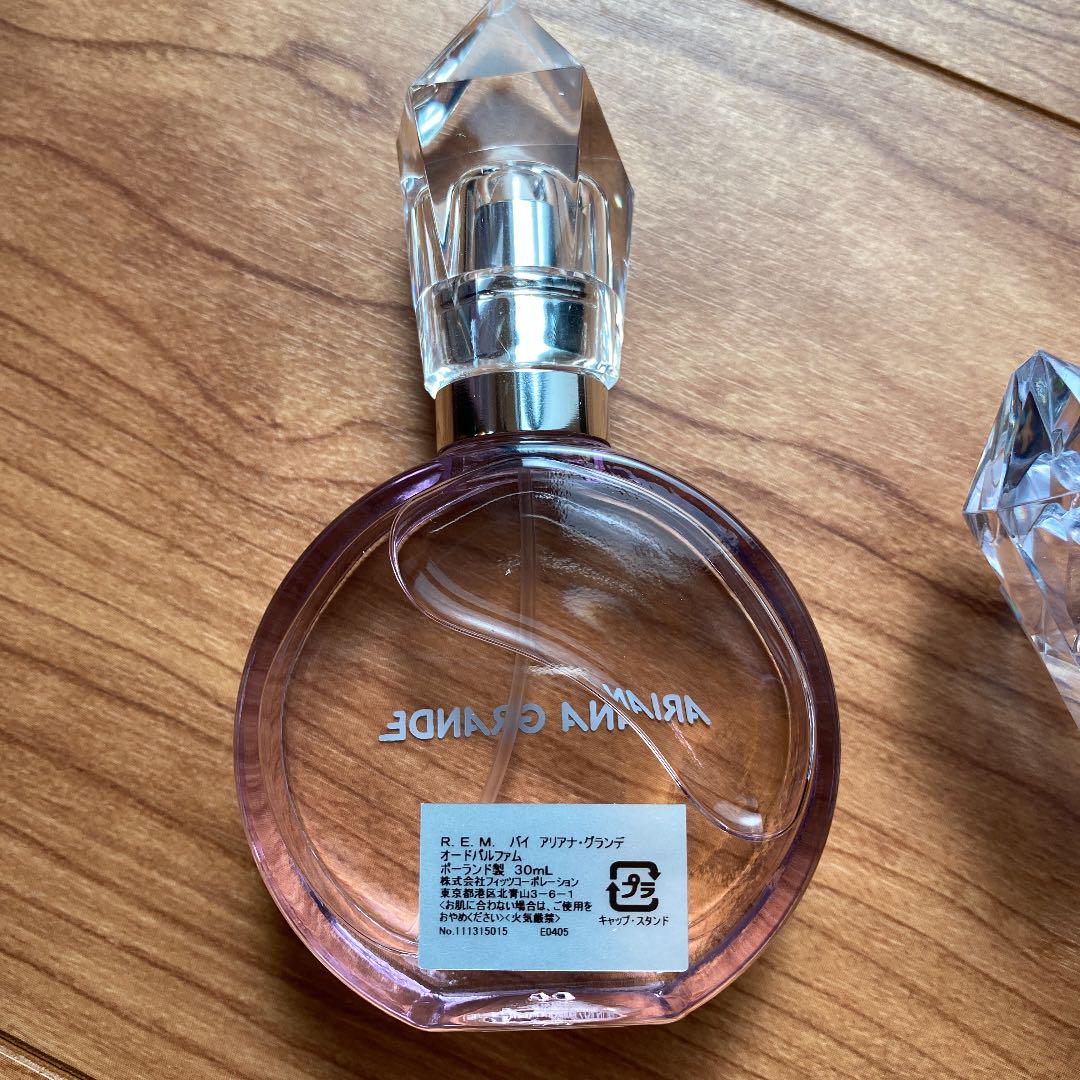 ARIANA GRANDE
R.E.M. バイ アリアナ・グランデ
オードパルファム
ポーランド製 30mL
株式会社フィッツコーポレーション
東京都港区北青山3-6-1
<お肌に合わない場合は、ご使用を
おやめください><火気厳禁>
No.111315015 E0405
プラ
キャップ・スタンド